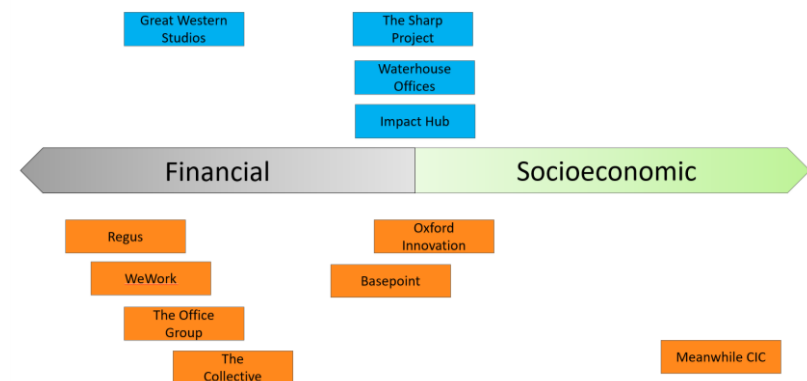 Great Western
Studios
The Sharp
Project
Waterhouse
Offices
Impact Hub
Financial
Socioeconomic
Regus
Oxford
Innovation
WeWork
Basepoint
The Office
Group
The
Collective
Meanwhile CIC